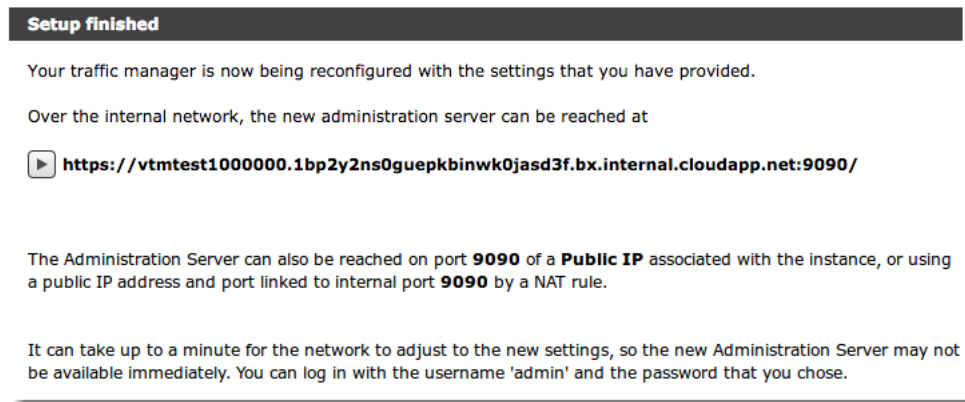 Setup finished
Your traffic manager is now being reconfigured with the settings that you have provided.
Over the internal network, the new administration server can be reached at
https://vtmtest1000000.1bp2y2ns0guepkbinwk0jasd3f.bx.internal.cloudapp.net:9090/
The Administration Server can also be reached on port 9090 of a Public IP associated with the instance, or using
a public IP address and port linked to internal port 9090 by a NAT rule.
It can take up to a minute for the network to adjust to the new settings, so the new Administration Server may not
be available immediately. You can log in with the username 'admin' and the password that you chose.